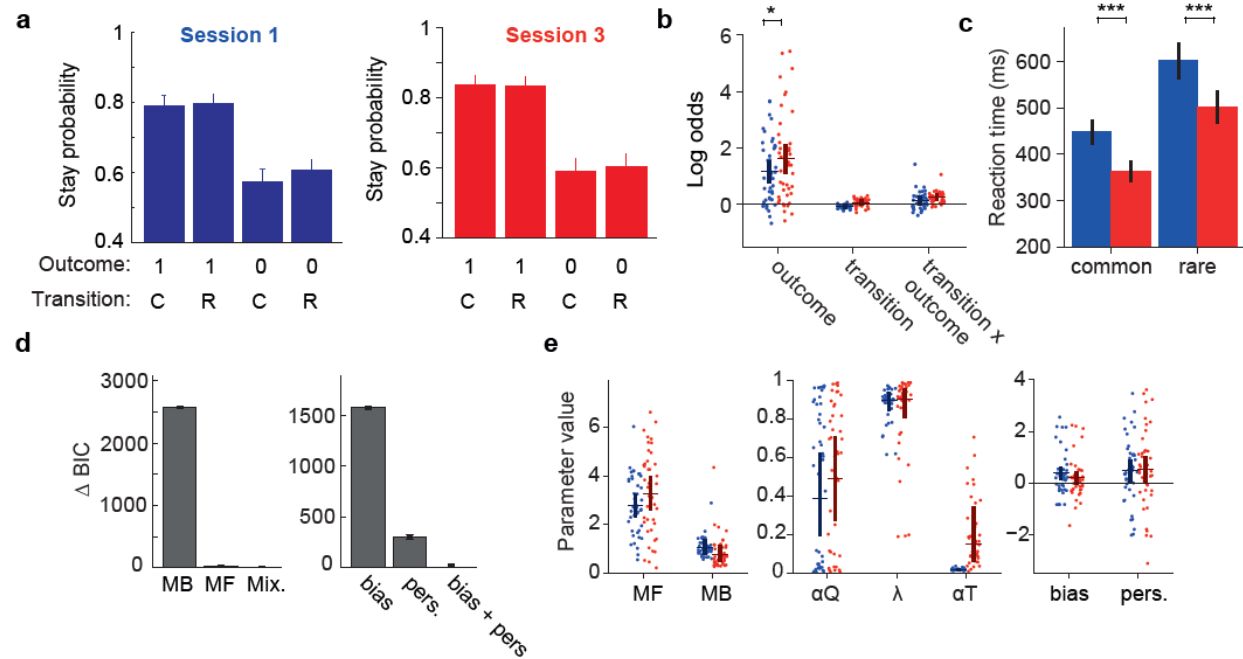 a
Session 1
Stay probability
1
0.8
0.6
0.4
Outcome: 1 1 0 0
Transition: C R C R
Session 3
Stay probability
1
0.8
0.6
0.4
1 1 0 0
C R C R
b
*
Log odds
6
4
2
0
outcome
transition
transition x
outcome
c
*** ***
Reaction time (ms)
600
500
400
300
200
common rare
d
Δ BIC
3000
2500
2000
1500
1000
500
0
MB MF Mix.
1500
1000
500
0
bias
pers.
bias + pers
e
Parameter value
6
4
2
0
MF MB
1
0.8
0.6
0.4
0.2
0
αQ λ αT
4
2
0
−2
bias pers.